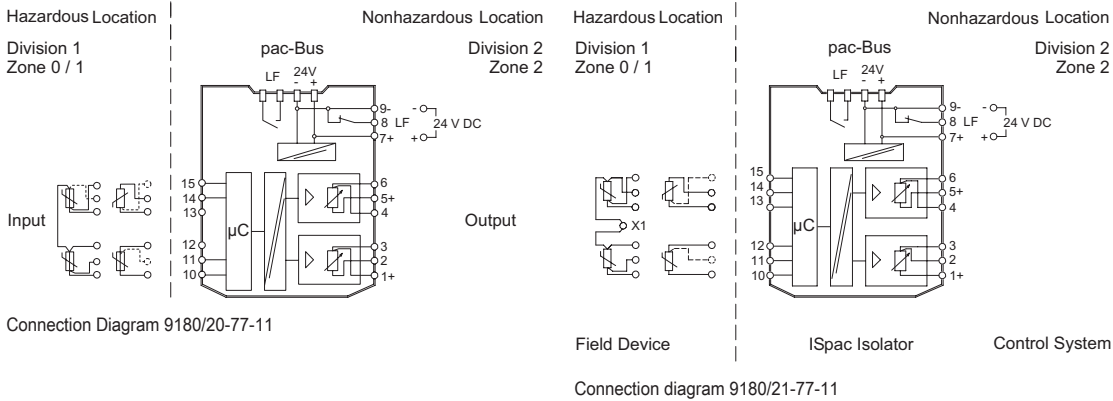 Hazardous Location
Nonhazardous Location
Division 1
Zone 0 / 1
pac-Bus
Division 2
Zone 2
LF
24V
- +
9-
8 LF
7+
-
24 V DC
+
15
14
13
12
11
10
µC
6
5+
4
3
2
1+
Input
Output
Connection Diagram 9180/20-77-11
Hazardous Location
Nonhazardous Location
Division 1
Zone 0 / 1
pac-Bus
Division 2
Zone 2
LF
24V
- +
9-
8 LF
7+
-
24 V DC
+
X1
15
14
13
12
11
10
µC
6
5+
4
3
2
1+
Field Device
ISpac Isolator
Control System
Connection diagram 9180/21-77-11